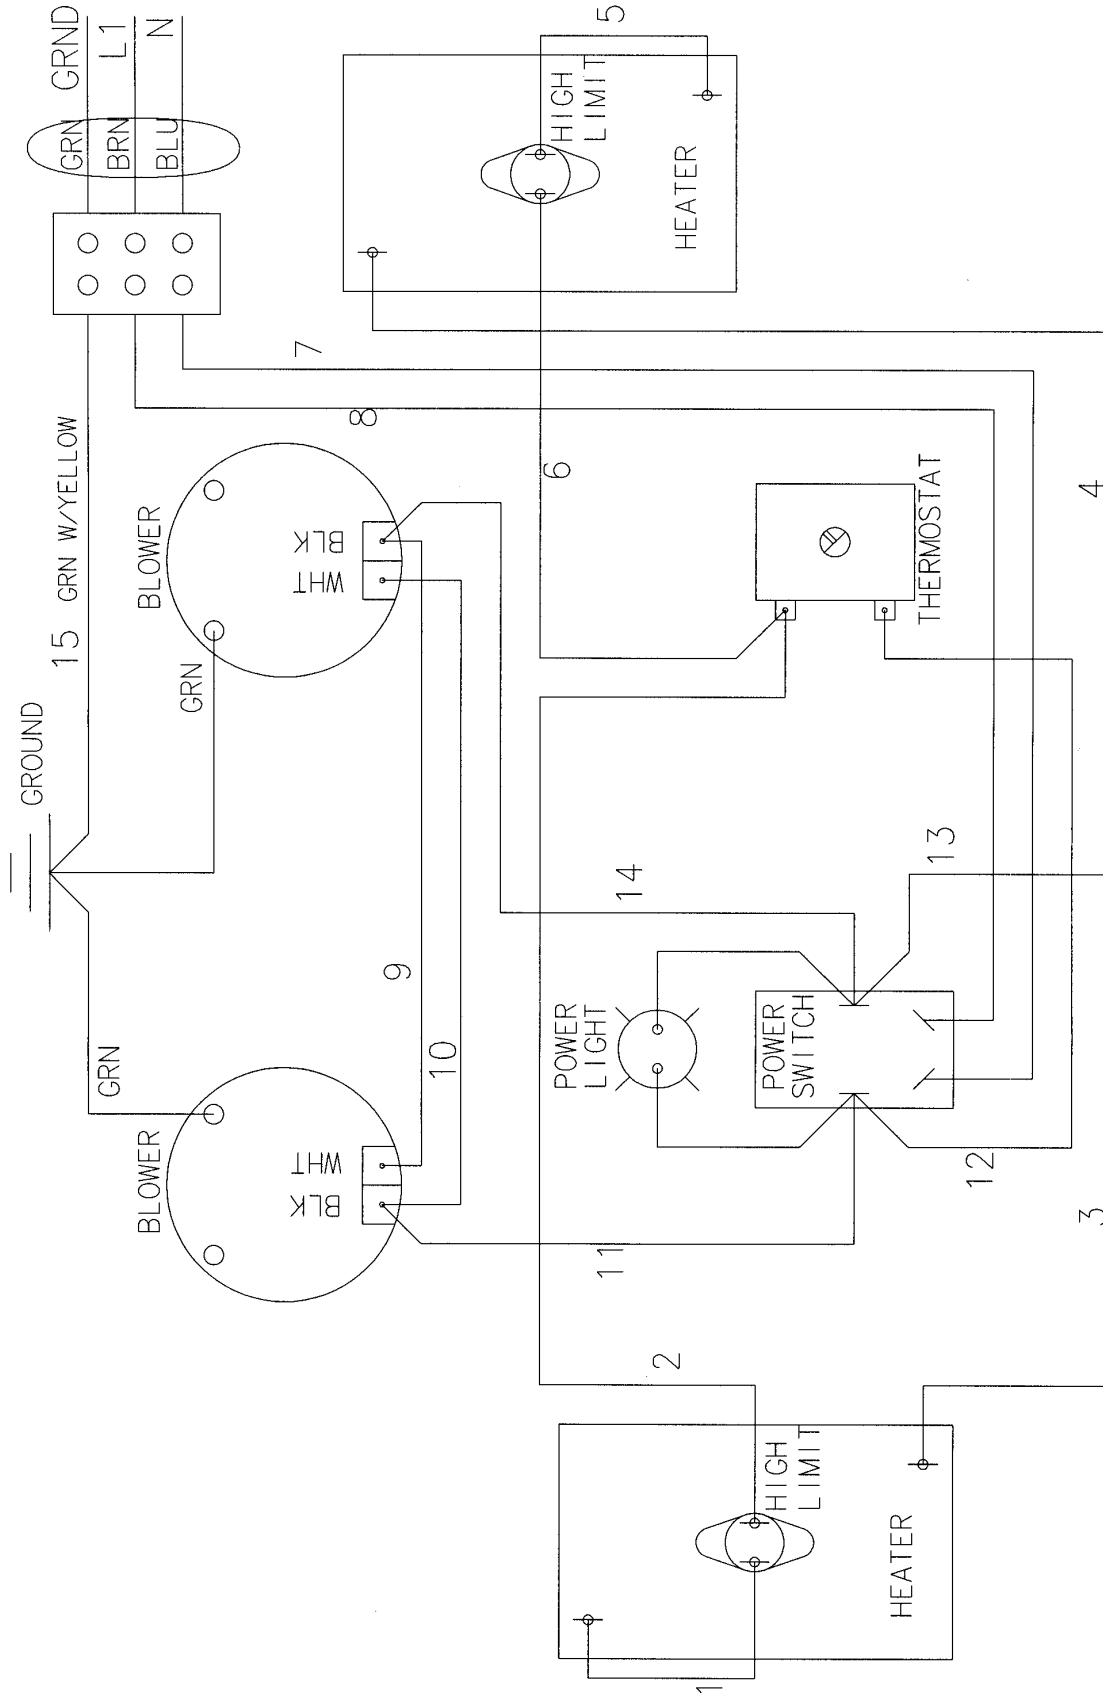 GROUND
15 GRN W/YELLOW
GRN GRND
BRN L1
BLU N
GRN
BLOWER
BLK
WHT
GRN
BLOWER
WHT
BLK
9
10
7
8
6
HIGH
LIMIT
5
HEATER
11
14
POWER
LIGHT
POWER
SWITCH
THERMOSTAT
13
12
2
HIGH
LIMIT
HEATER
1
3
4